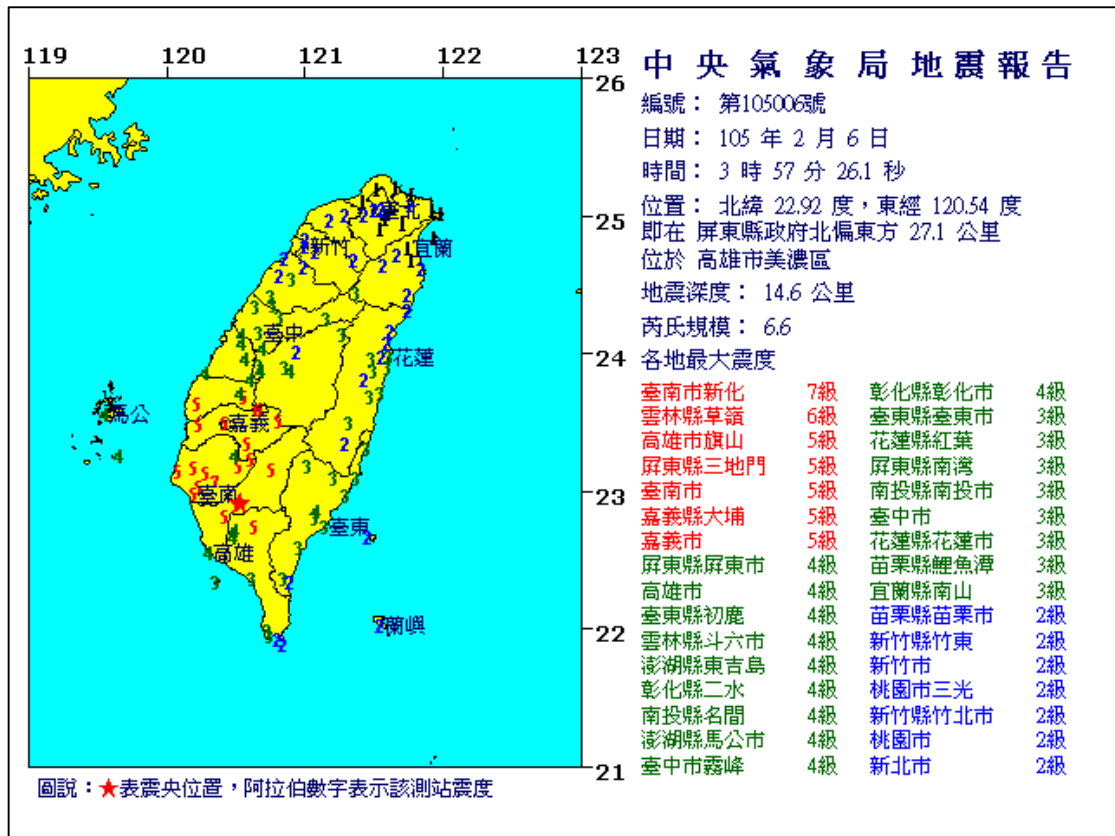 119 120 121 122 123
26
25
24
23
22
21
臺北
新竹
宜蘭
臺中
花蓮
馬公
嘉義
臺南
臺東
高雄
蘭嶼
圖說：★表震央位置，阿拉伯數字表示該測站震度
中央氣象局地震報告
編號： 第105006號
日期： 105 年 2 月 6 日
時間： 3 時 57 分 26.1 秒
位置： 北緯 22.92 度，東經 120.54 度
即在 屏東縣政府北偏東方 27.1 公里
位於 高雄市美濃區
地震深度： 14.6 公里
芮氏規模： 6.6
各地最大震度
臺南市新化 7級 彰化縣彰化市 4級
雲林縣草嶺 6級 臺東縣臺東市 3級
高雄市旗山 5級 花蓮縣紅葉 3級
屏東縣三地門 5級 屏東縣南灣 3級
臺南市 5級 南投縣南投市 3級
嘉義縣大埔 5級 臺中市 3級
嘉義市 5級 花蓮縣花蓮市 3級
屏東縣屏東市 4級 苗栗縣鯉魚潭 3級
高雄市 4級 宜蘭縣南山 3級
臺東縣初鹿 4級 苗栗縣苗栗市 2級
雲林縣斗六市 4級 新竹縣竹東 2級
澎湖縣東吉島 4級 新竹市 2級
彰化縣二水 4級 桃園市三光 2級
南投縣名間 4級 新竹縣竹北市 2級
澎湖縣馬公市 4級 桃園市 2級
臺中市霧峰 4級 新北市 2級